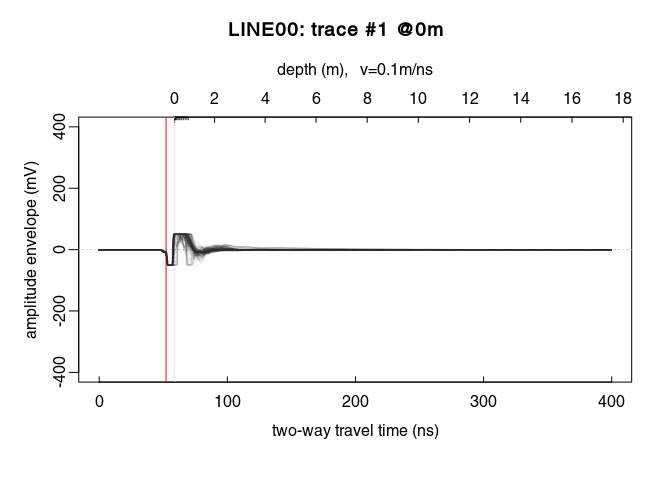 LINE00: trace #1 @0m
depth (m),  v=0.1m/ns
0 2 4 6 8 10 12 14 16 18
400
200
0
-200
-400
amplitude envelope (mV)
0 100 200 300 400
two-way travel time (ns)